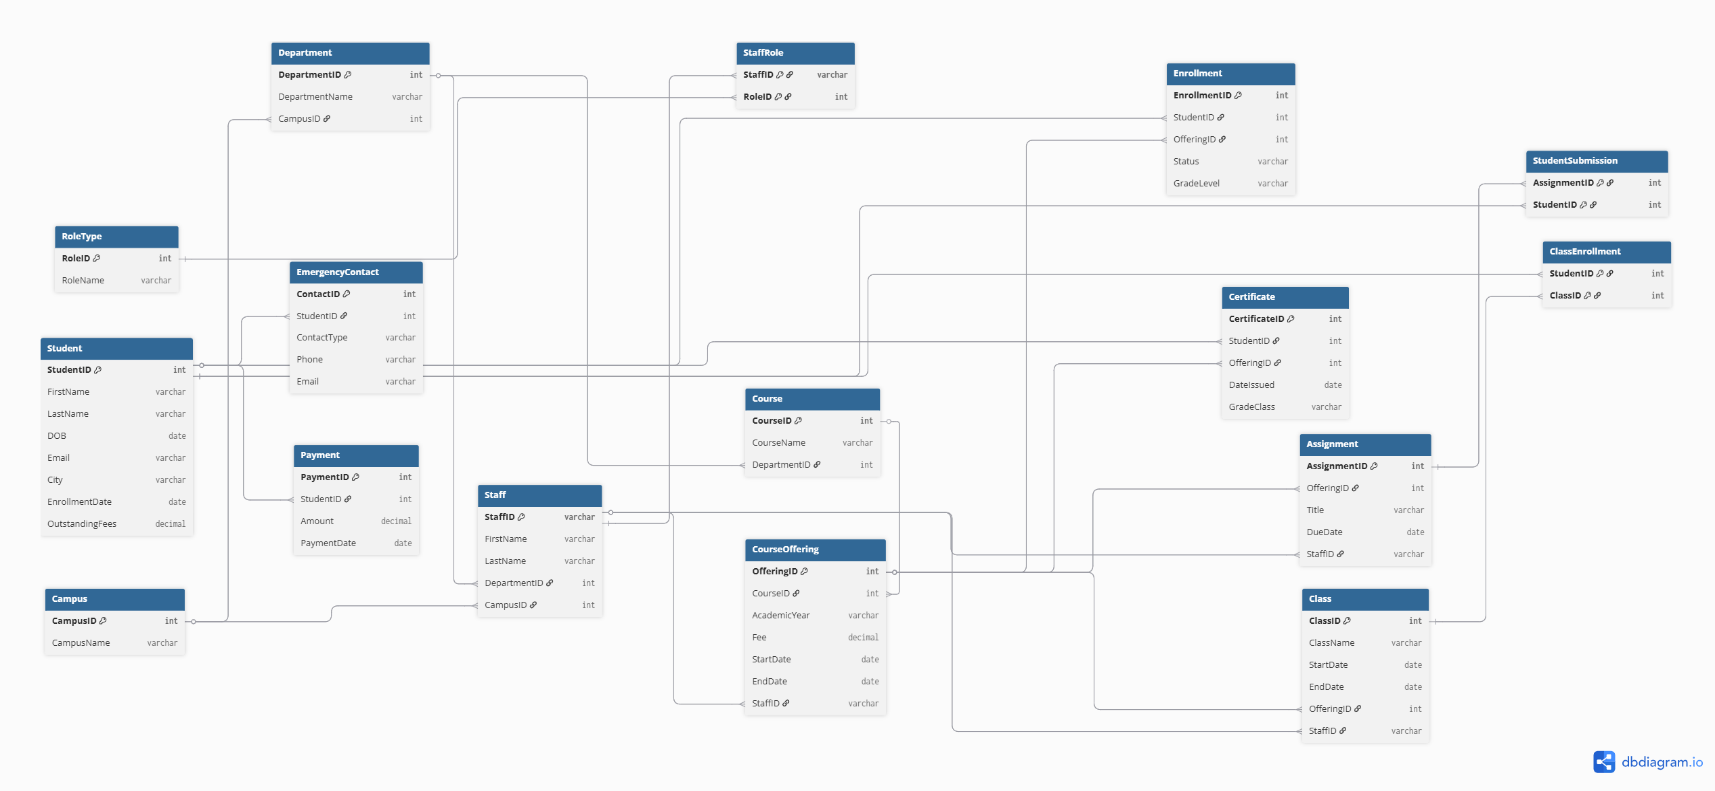 Department
DepartmentID int
DepartmentName varchar
CampusID int
StaffRole
StaffID varchar
RoleID int
Enrollment
EnrollmentID int
StudentID int
OfferingID int
Status varchar
GradeLevel varchar
StudentSubmission
AssignmentID int
StudentID int
RoleType
RoleID int
RoleName varchar
EmergencyContact
ContactID int
StudentID int
ContactType varchar
Phone varchar
Email varchar
ClassEnrollment
StudentID int
ClassID int
Certificate
CertificateID int
StudentID int
OfferingID int
DateIssued date
GradeClass varchar
Student
StudentID int
FirstName varchar
LastName varchar
DOB date
Email varchar
City varchar
EnrollmentDate date
OutstandingFees decimal
Course
CourseID int
CourseName varchar
DepartmentID int
Assignment
AssignmentID int
OfferingID int
Title varchar
DueDate date
StaffID varchar
Payment
PaymentID int
StudentID int
Amount decimal
PaymentDate date
Staff
StaffID varchar
FirstName varchar
LastName varchar
DepartmentID int
CampusID int
CourseOffering
OfferingID int
CourseID int
AcademicYear varchar
Fee decimal
StartDate date
EndDate date
StaffID varchar
Campus
CampusID int
CampusName varchar
Class
ClassID int
ClassName varchar
StartDate date
EndDate date
OfferingID int
StaffID varchar
dbdiagram.io